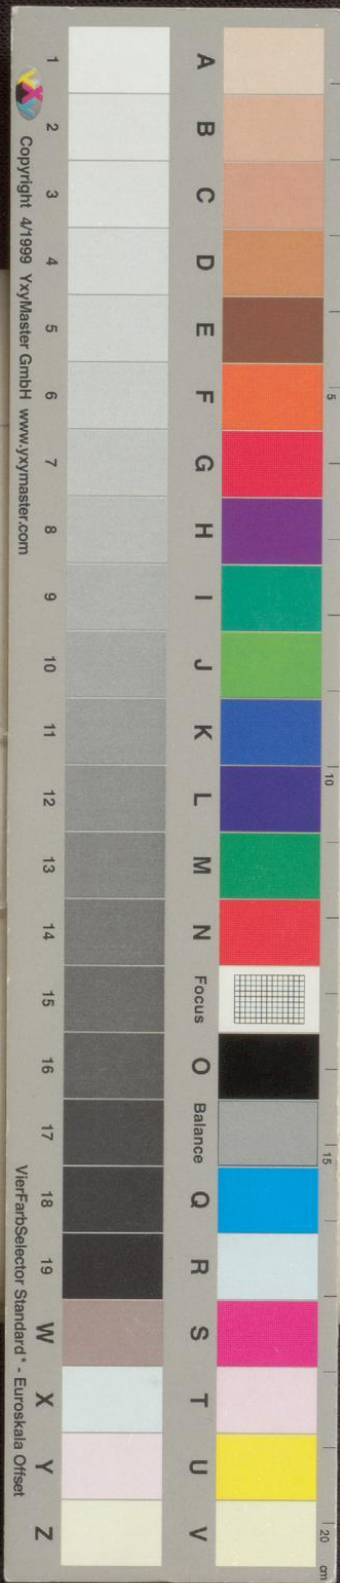 YXY
Copyright 4/1999 YxyMaster GmbH www.yxymaster.com
VierFarbSelector Standard* - Euroskala Offset
1
2
3
4
5
6
7
8
9
10
11
12
13
14
15
16
17
18
19
W
X
Y
Z
A
B
C
D
E
F
G
H
I
J
K
L
M
N
Focus
O
Balance
Q
R
S
T
U
V
5
10
15
20
cm